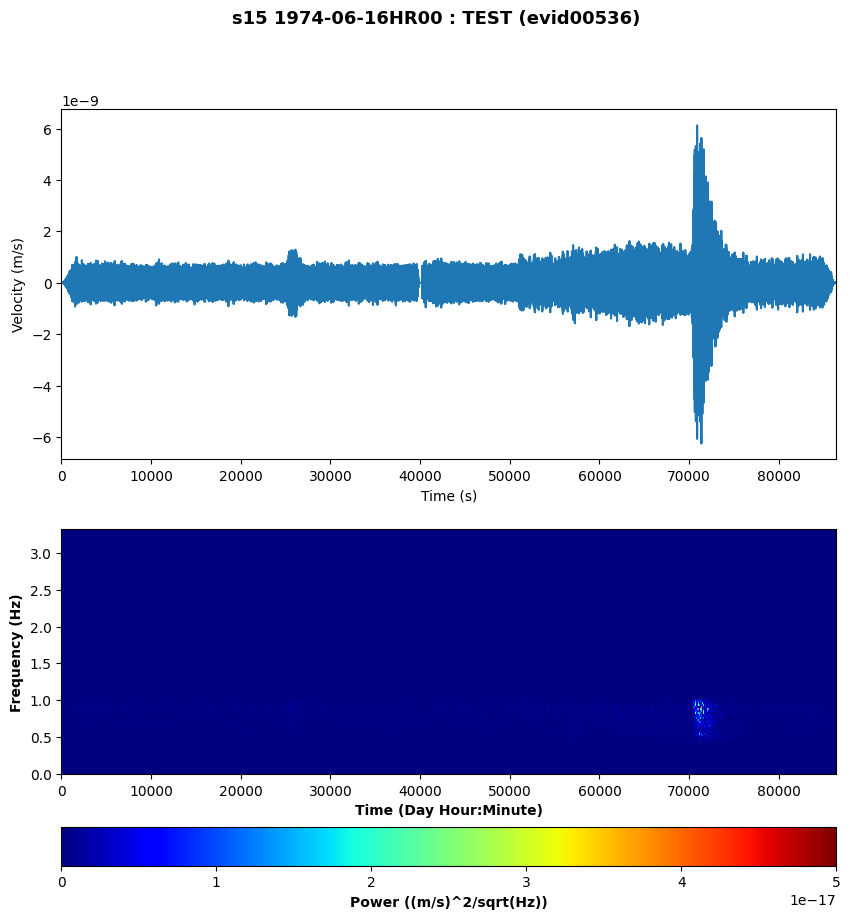 s15 1974-06-16HR00 : TEST (evid00536)
1e−9
6
4
2
0
−2
−4
−6
Velocity (m/s)
0 10000 20000 30000 40000 50000 60000 70000 80000
Time (s)
3.0
2.5
2.0
1.5
1.0
0.5
0.0
Frequency (Hz)
0 10000 20000 30000 40000 50000 60000 70000 80000
Time (Day Hour:Minute)
0 1 2 3 4 5
1e−17
Power ((m/s)^2/sqrt(Hz))